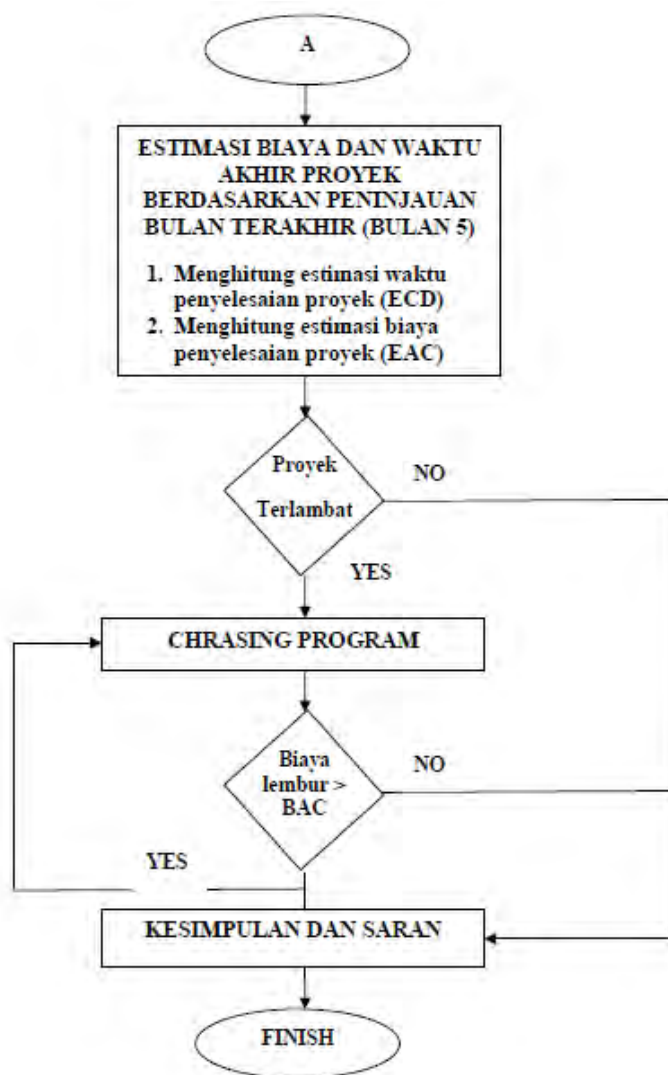 A
ESTIMASI BIAYA DAN WAKTU
AKHIR PROYEK
BERDASARKAN PENINJAUAN
BULAN TERAKHIR (BULAN 5)
1. Menghitung estimasi waktu
penyelesaian proyek (ECD)
2. Menghitung estimasi biaya
penyelesaian proyek (EAC)
Proyek
Terlambat
NO
YES
CHRASING PROGRAM
Biaya
lembur >
BAC
NO
YES
KESIMPULAN DAN SARAN
FINISH